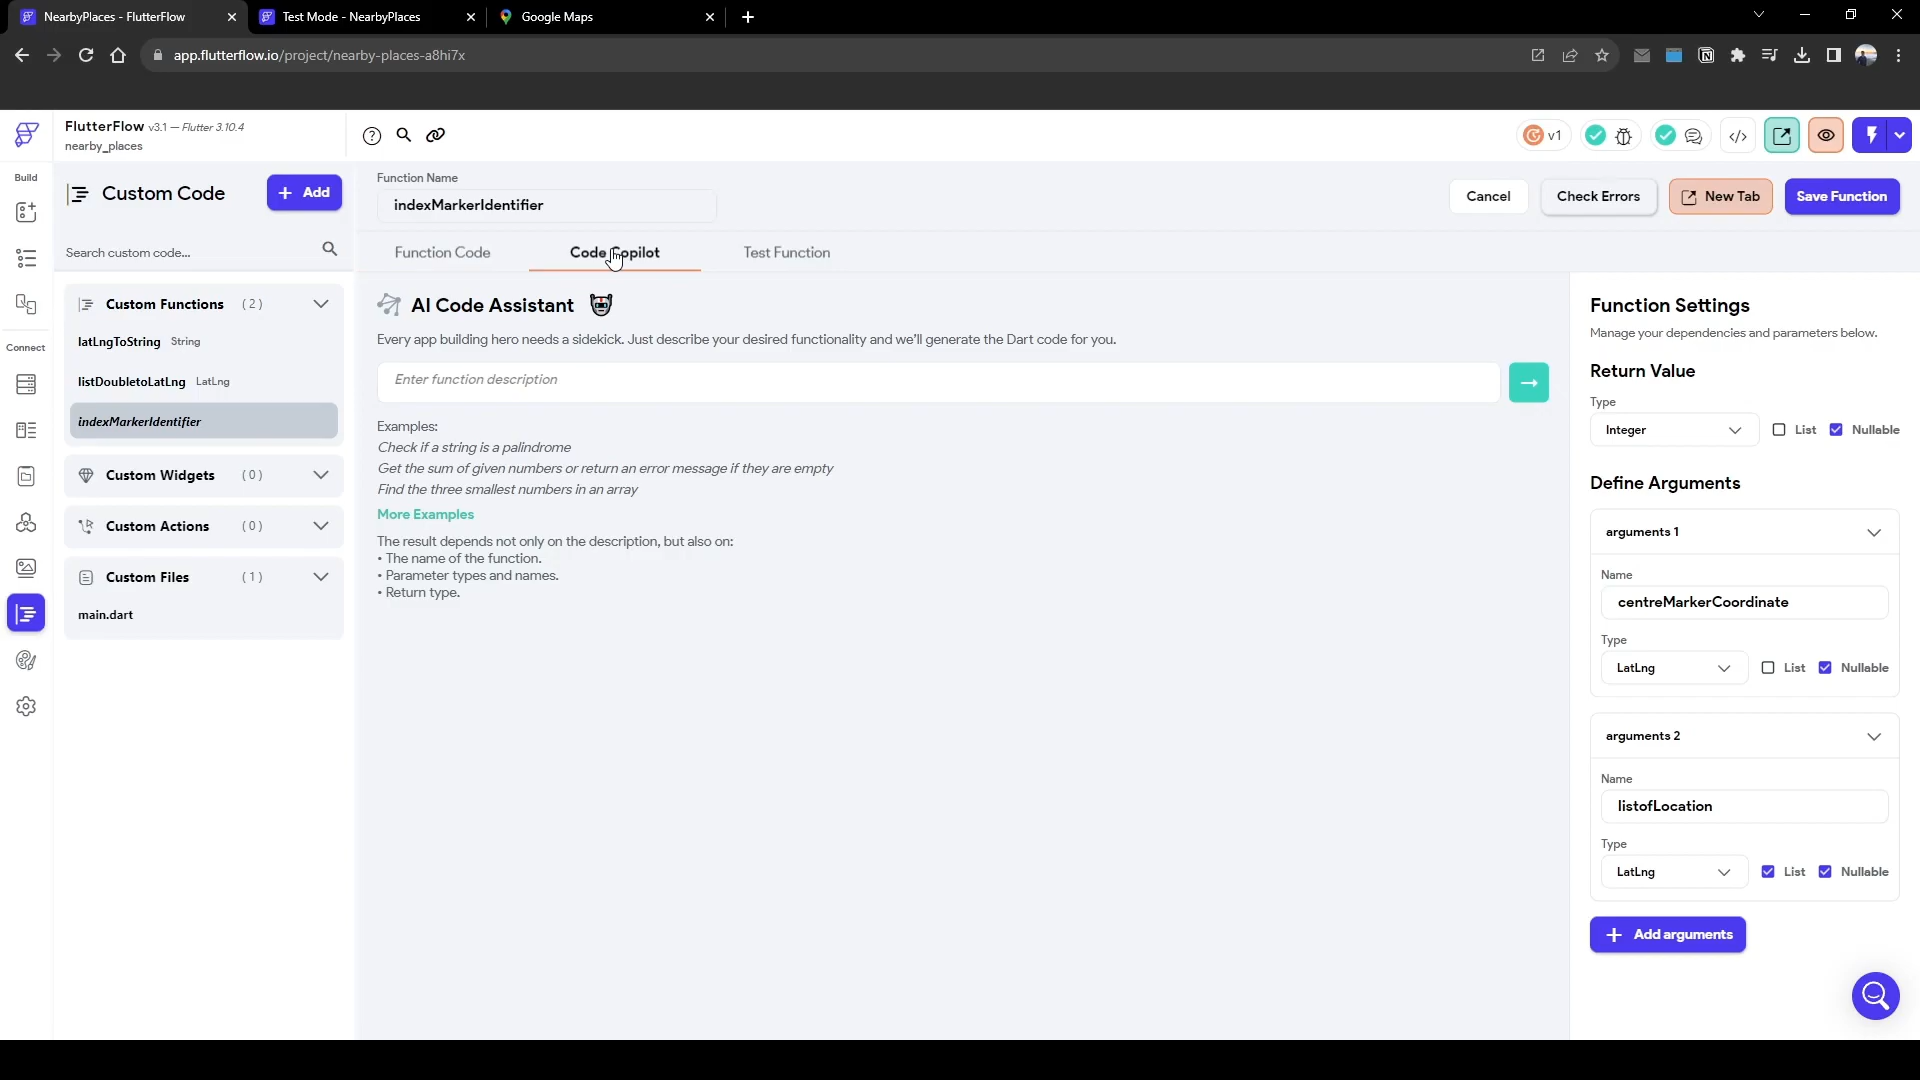 NearbyPlaces - FlutterFlow
Test Mode - NearbyPlaces
Google Maps
app.flutterflow.io/project/nearby-places-a8hi7x
FlutterFlow v3.1 — Flutter 3.10.4
nearby_places
v1
Build
Connect
Custom Code
Add
Search custom code...
Custom Functions (2)
latLngToString String
listDoubletoLatLng LatLng
indexMarkerIdentifier
Custom Widgets (0)
Custom Actions (0)
Custom Files (1)
main.dart
Function Name
indexMarkerIdentifier
Cancel
Check Errors
New Tab
Save Function
Function Code
Code Copilot
Test Function
AI Code Assistant
Every app building hero needs a sidekick. Just describe your desired functionality and we'll generate the Dart code for you.
Enter function description
Examples:
Check if a string is a palindrome
Get the sum of given numbers or return an error message if they are empty
Find the three smallest numbers in an array
More Examples
The result depends not only on the description, but also on:
• The name of the function.
• Parameter types and names.
• Return type.
Function Settings
Manage your dependencies and parameters below.
Return Value
Type
Integer List Nullable
Define Arguments
arguments 1
Name
centreMarkerCoordinate
Type
LatLng List Nullable
arguments 2
Name
listofLocation
Type
LatLng List Nullable
Add arguments